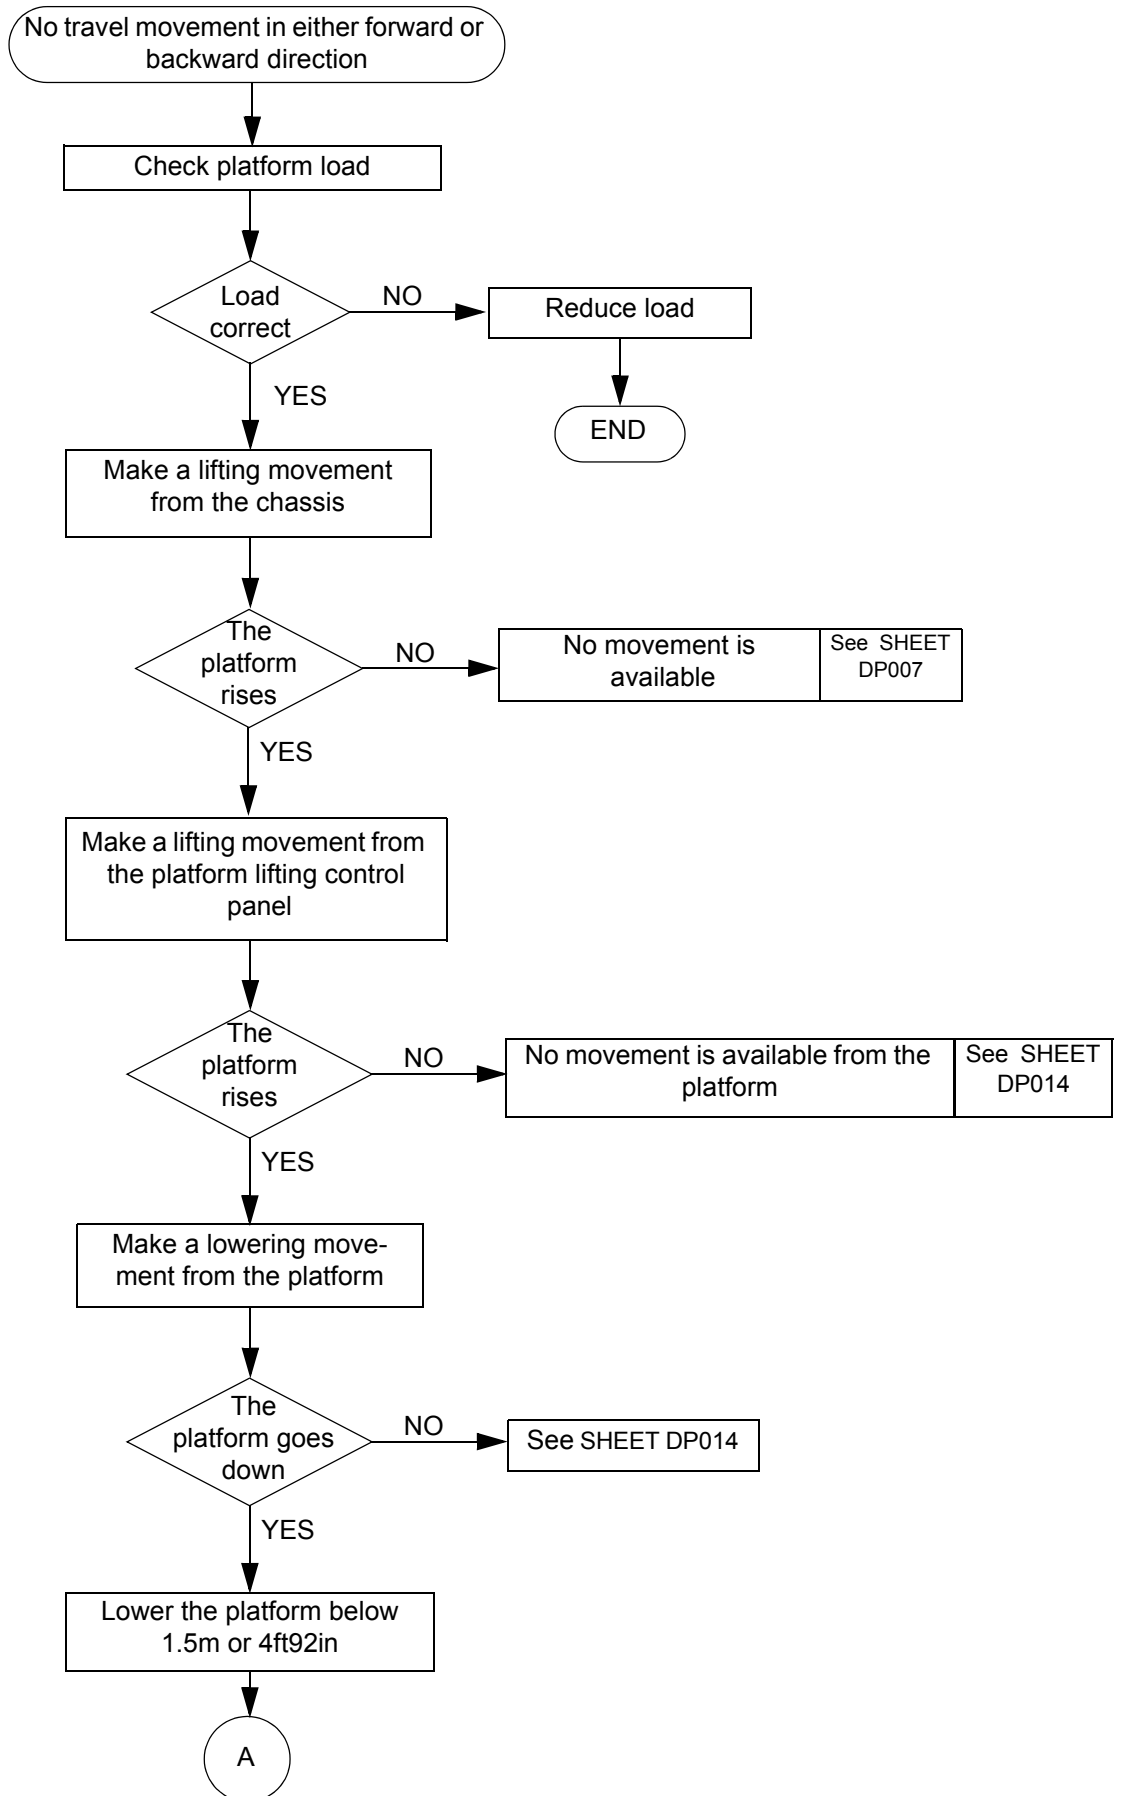 No travel movement in either forward or
backward direction
Check platform load
Load
correct
NO
Reduce load
YES
END
Make a lifting movement
from the chassis
The
platform
rises
NO
No movement is
available
See SHEET
DP007
YES
Make a lifting movement from
the platform lifting control
panel
The
platform
rises
NO
No movement is available from the
platform
See SHEET
DP014
YES
Make a lowering move-
ment from the platform
The
platform goes
down
NO
See SHEET DP014
YES
Lower the platform below
1.5m or 4ft92in
A